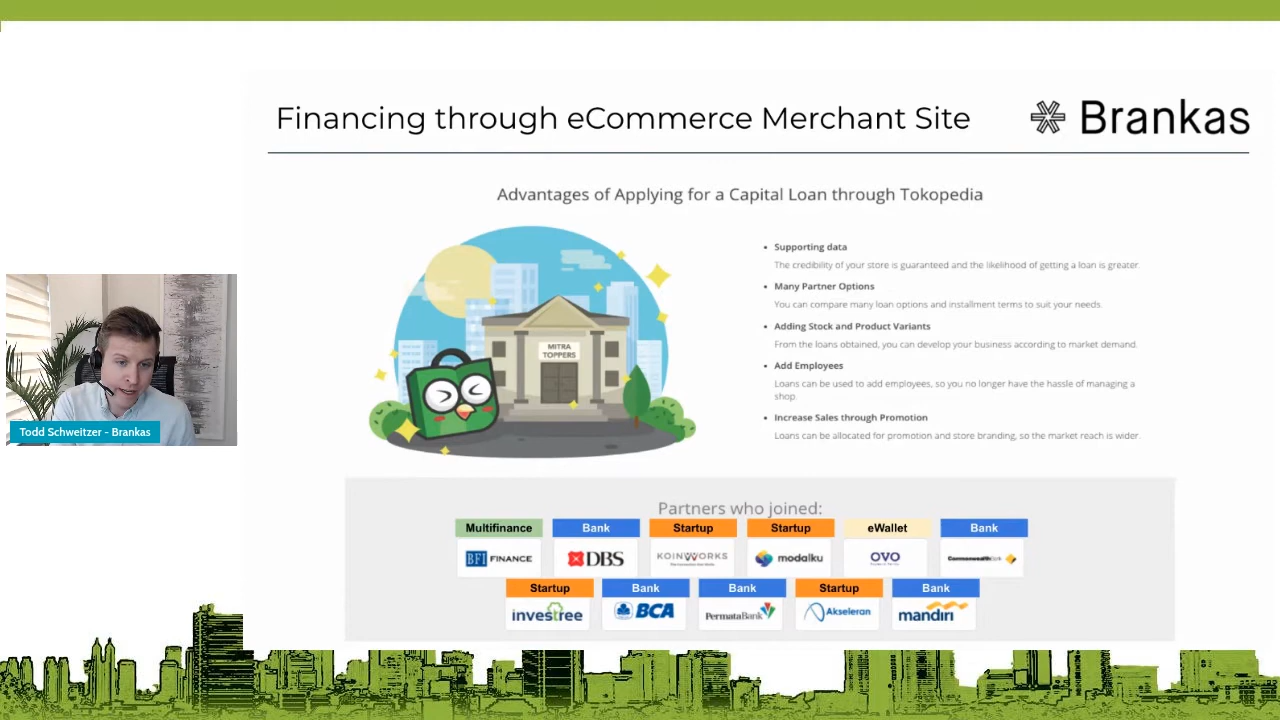 Financing through eCommerce Merchant Site
Brankas
Advantages of Applying for a Capital Loan through Tokopedia
MITRA
TOPPERS
• Supporting data
The credibility of your store is guaranteed and the likelihood of getting a loan is greater.
• Many Partner Options
You can compare many loan options and installment terms to suit your needs.
• Adding Stock and Product Variants
From the loans obtained, you can develop your business according to market demand.
• Add Employees
Loans can be used to add employees, so you no longer have the hassle of managing a
shop.
• Increase Sales through Promotion
Loans can be allocated for promotion and store branding, so the market reach is wider.
Todd Schweitzer - Brankas
Partners who joined:
Multifinance Bank Startup Startup eWallet Bank
BFI FINANCE DBS KOINWORKS modalku OVO CommonwealthBank
Startup Bank Bank Startup Bank
investree BCA PermataBank Akseleran mandiri